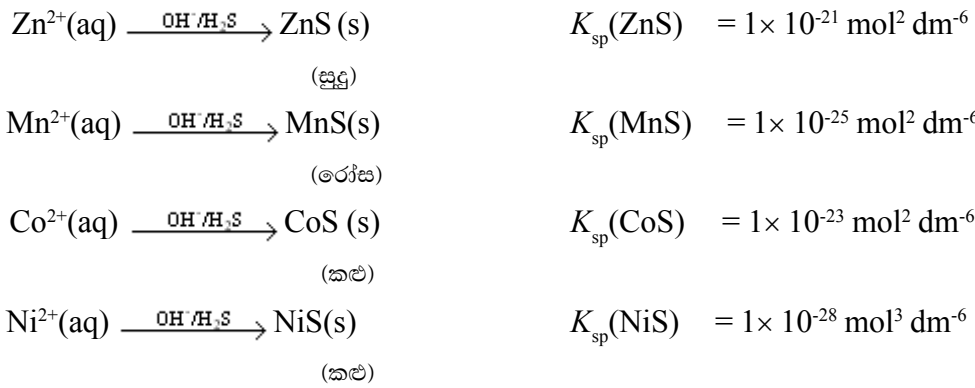 Zn²⁺(aq) OH⁻/H₂S→ ZnS (s) Kₛₚ(ZnS) = 1× 10⁻²¹ mol² dm⁻⁶
(සුදු)
Mn²⁺(aq) OH⁻/H₂S→ MnS(s) Kₛₚ(MnS) = 1× 10⁻²⁵ mol² dm⁻⁶
(රෝස)
Co²⁺(aq) OH⁻/H₂S→ CoS (s) Kₛₚ(CoS) = 1× 10⁻²³ mol² dm⁻⁶
(කළු)
Ni²⁺(aq) OH⁻/H₂S→ NiS(s) Kₛₚ(NiS) = 1× 10⁻²⁸ mol³ dm⁻⁶
(කළු)